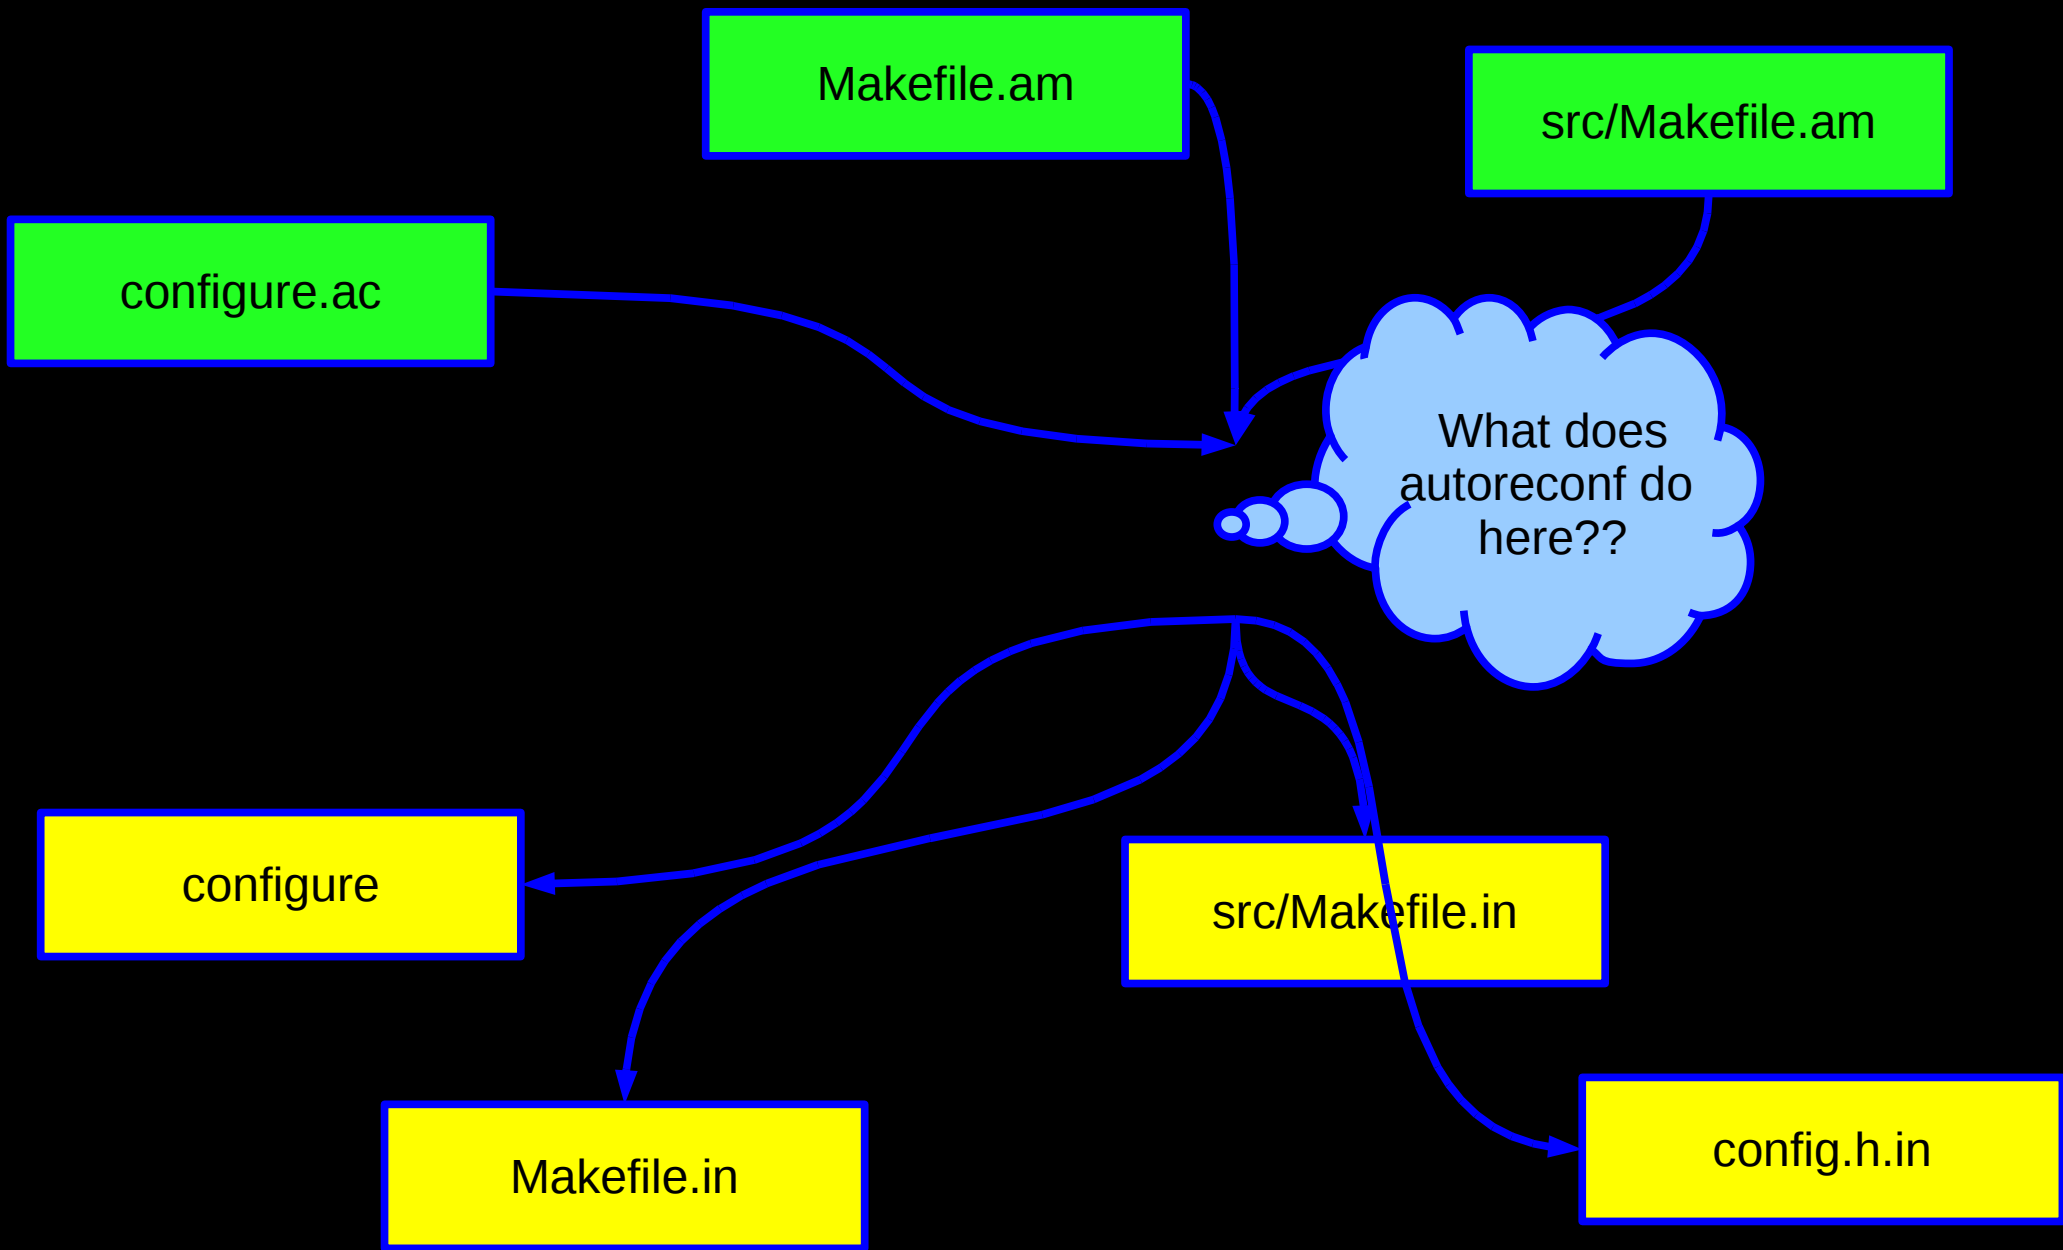 Makefile.am
src/Makefile.am
configure.ac
What does
autoreconf do
here??
configure
src/Makefile.in
Makefile.in
config.h.in